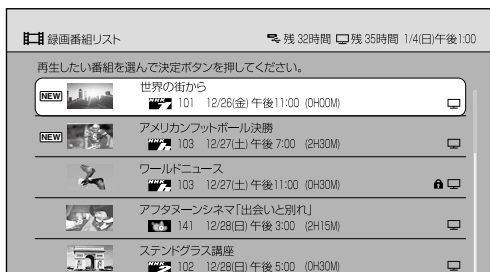 録画番組リスト 残 32時間 残 35時間 1/4(日)午後1:00
再生したい番組を選んで決定ボタンを押してください。
NEW 世界の街から
NHK 101 12/26(金) 午後11:00 (0H00M)
NEW アメリカンフットボール決勝
NHK 103 12/27(土) 午後 7:00 (2H30M)
ワールドニュース
NHK 103 12/27(土) 午後11:00 (0H30M)
アフタヌーンシネマ「出会いと別れ」
141 12/28(日) 午後 3:00 (2H15M)
ステンドグラス講座
NHK 102 12/28(日) 午後 5:00 (0H30M)